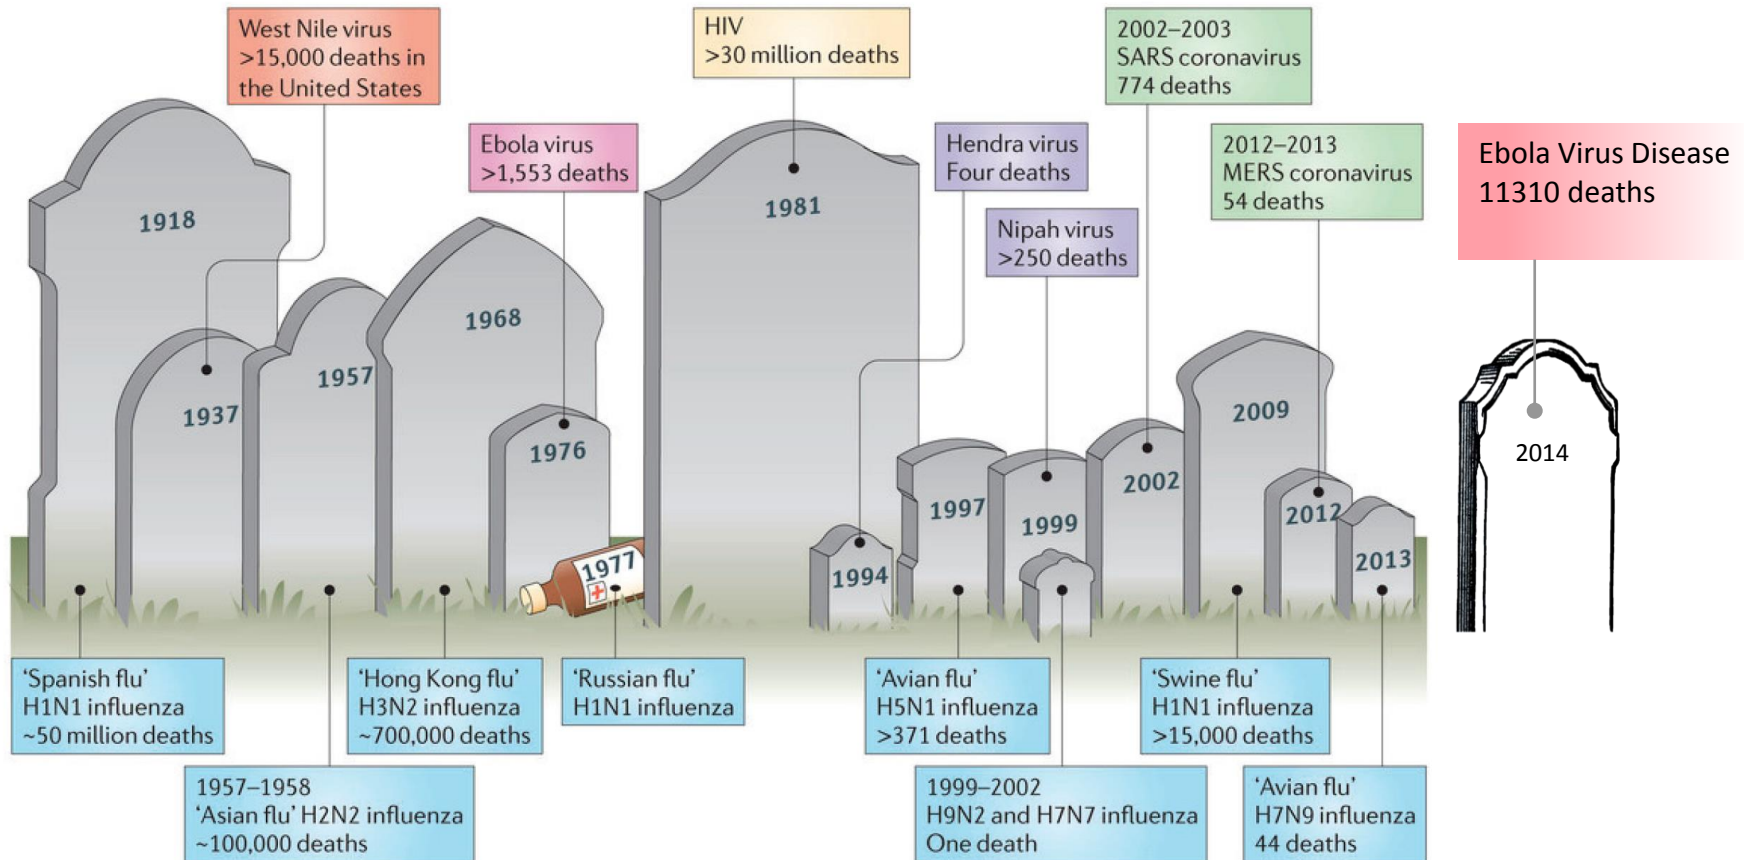 West Nile virus
>15,000 deaths in
the United States
HIV
>30 million deaths
2002–2003
SARS coronavirus
774 deaths
Ebola virus
>1,553 deaths
Hendra virus
Four deaths
2012–2013
MERS coronavirus
54 deaths
Ebola Virus Disease
11310 deaths
Nipah virus
>250 deaths
1918
1937
1957
1968
1976
1977
1981
1994
1997
1999
2002
2009
2012
2013
2014
‘Spanish flu’
H1N1 influenza
~50 million deaths
‘Hong Kong flu’
H3N2 influenza
~700,000 deaths
‘Russian flu’
H1N1 influenza
‘Avian flu’
H5N1 influenza
>371 deaths
‘Swine flu’
H1N1 influenza
>15,000 deaths
1957–1958
‘Asian flu’ H2N2 influenza
~100,000 deaths
1999–2002
H9N2 and H7N7 influenza
One death
‘Avian flu’
H7N9 influenza
44 deaths